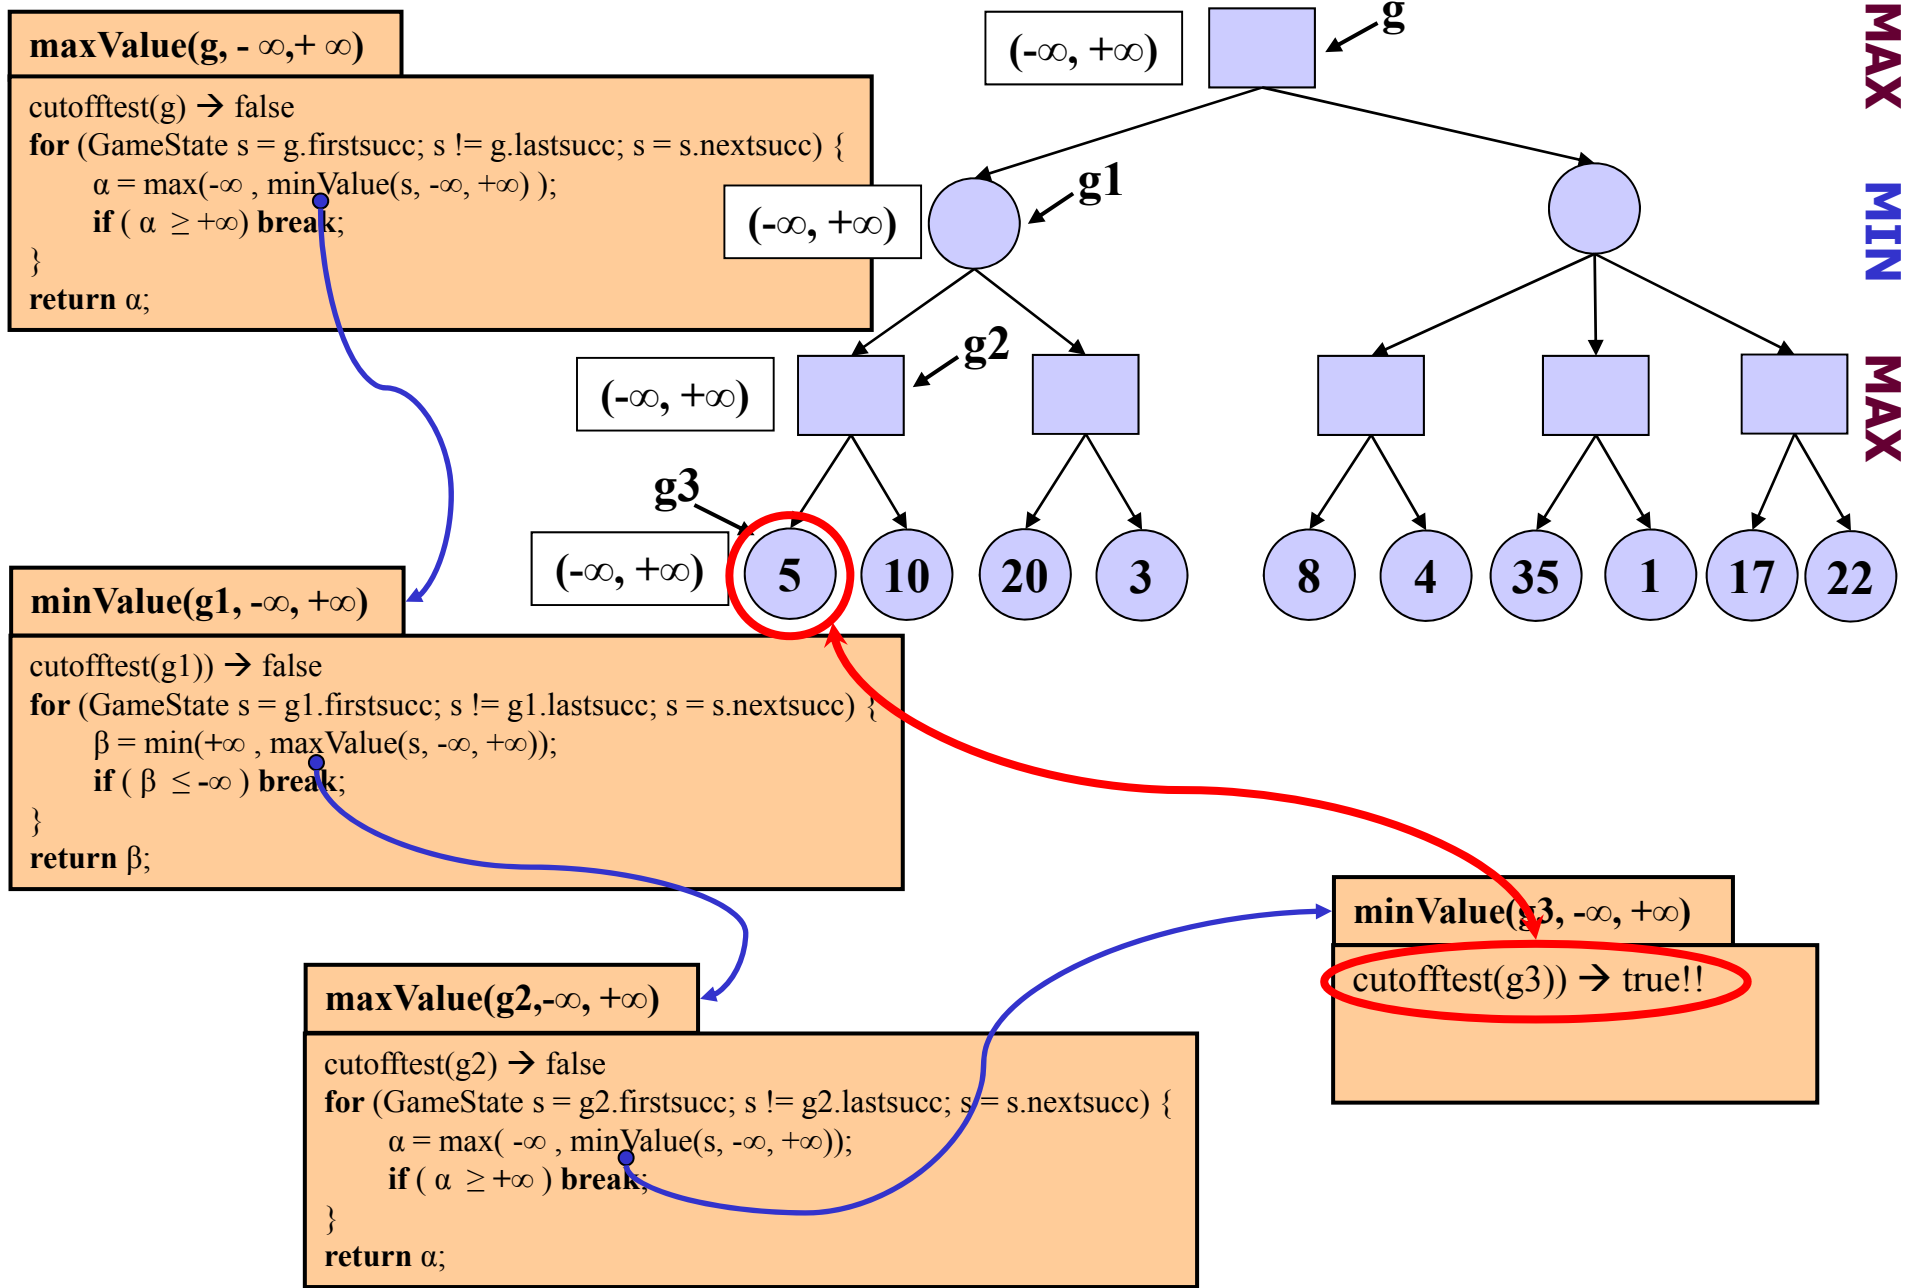 maxValue(g, - ∞,+ ∞)
cutofftest(g) → false
for (GameState s = g.firstsucc; s != g.lastsucc; s = s.nextsucc) {
α = max(-∞ , minValue(s, -∞, +∞) );
if ( α ≥ +∞) break;
}
return α;
(-∞, +∞)
g
MAX
(-∞, +∞)
g1
MIN
(-∞, +∞)
g2
MAX
g3
(-∞, +∞)
5 10 20 3 8 4 35 1 17 22
minValue(g1, -∞, +∞)
cutofftest(g1)) → false
for (GameState s = g1.firstsucc; s != g1.lastsucc; s = s.nextsucc) {
β = min(+∞ , maxValue(s, -∞, +∞));
if ( β ≤ -∞ ) break;
}
return β;
maxValue(g2,-∞, +∞)
cutofftest(g2) → false
for (GameState s = g2.firstsucc; s != g2.lastsucc; s = s.nextsucc) {
α = max( -∞ , minValue(s, -∞, +∞));
if ( α ≥ +∞ ) break;
}
return α;
minValue(g3, -∞, +∞)
cutofftest(g3)) → true!!